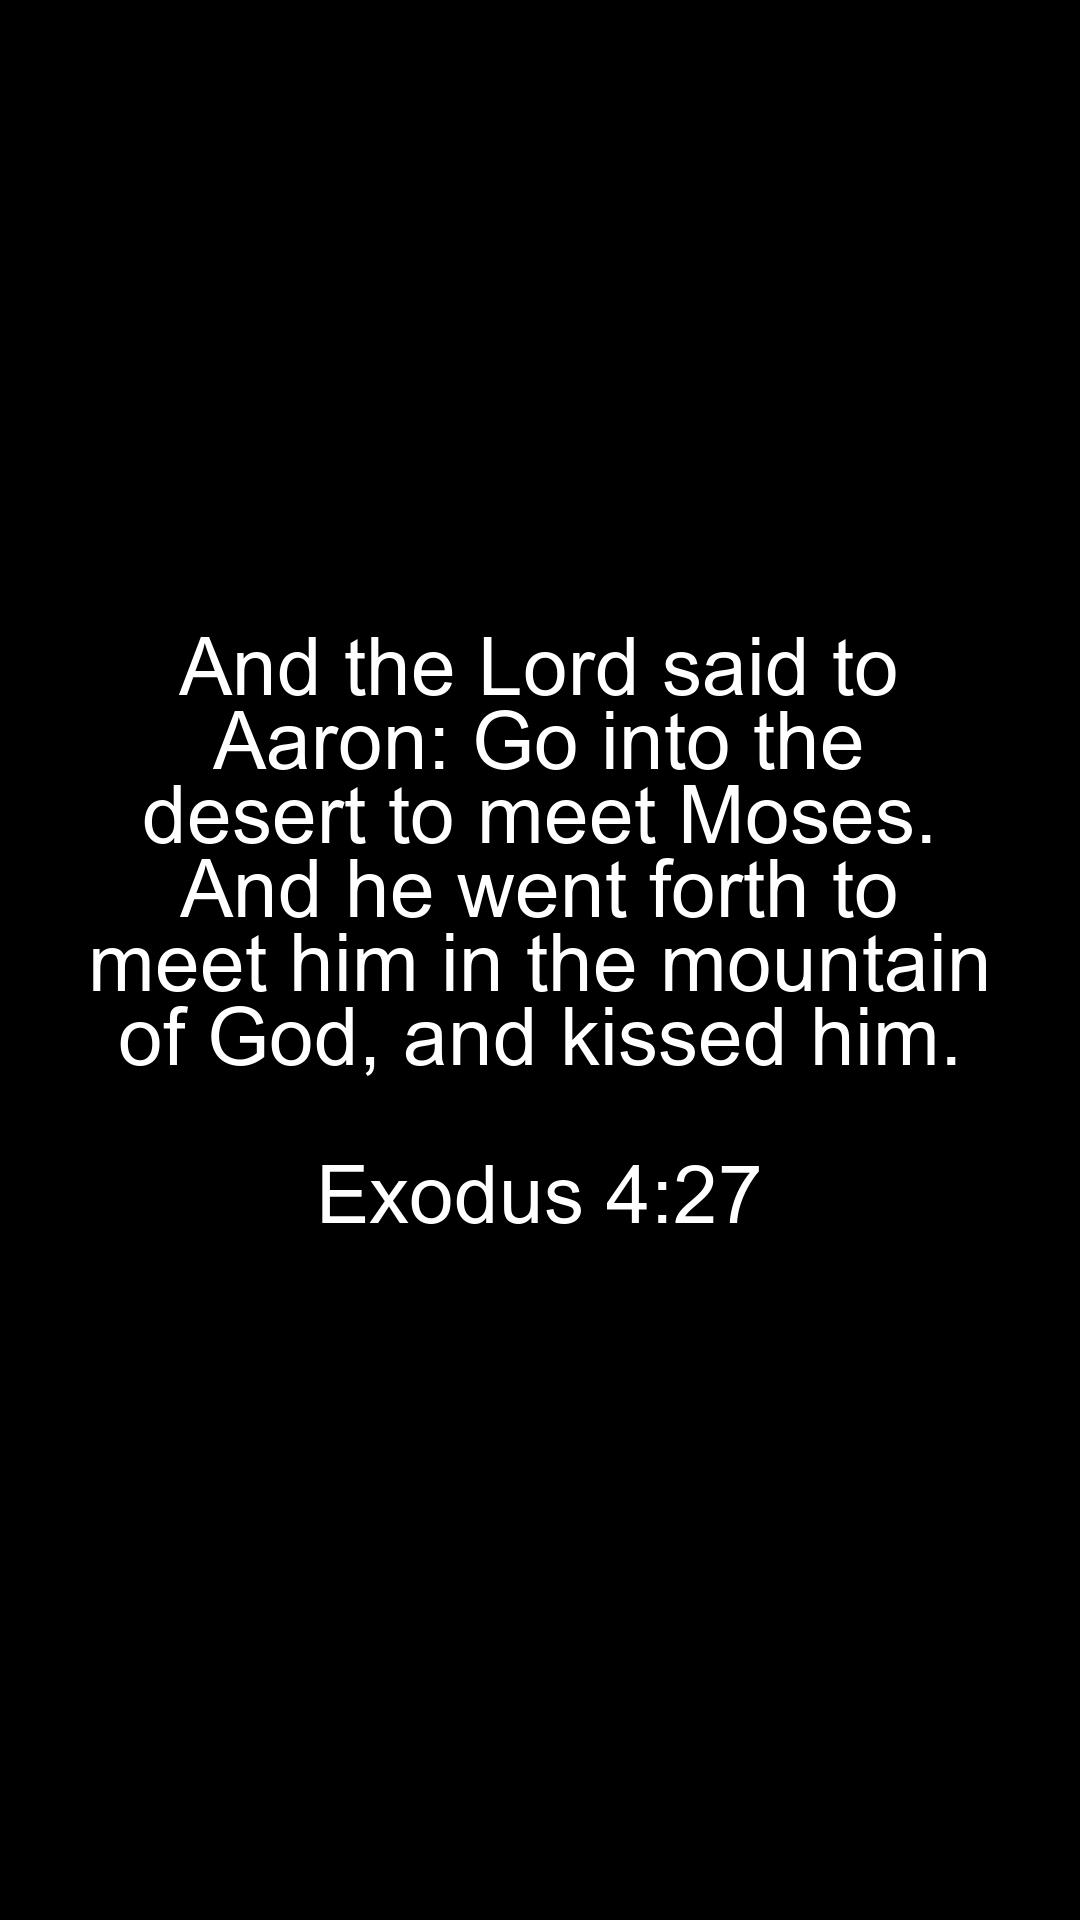 And the Lord said to
Aaron: Go into the
desert to meet Moses.
And he went forth to
meet him in the mountain
of God, and kissed him.
Exodus 4:27